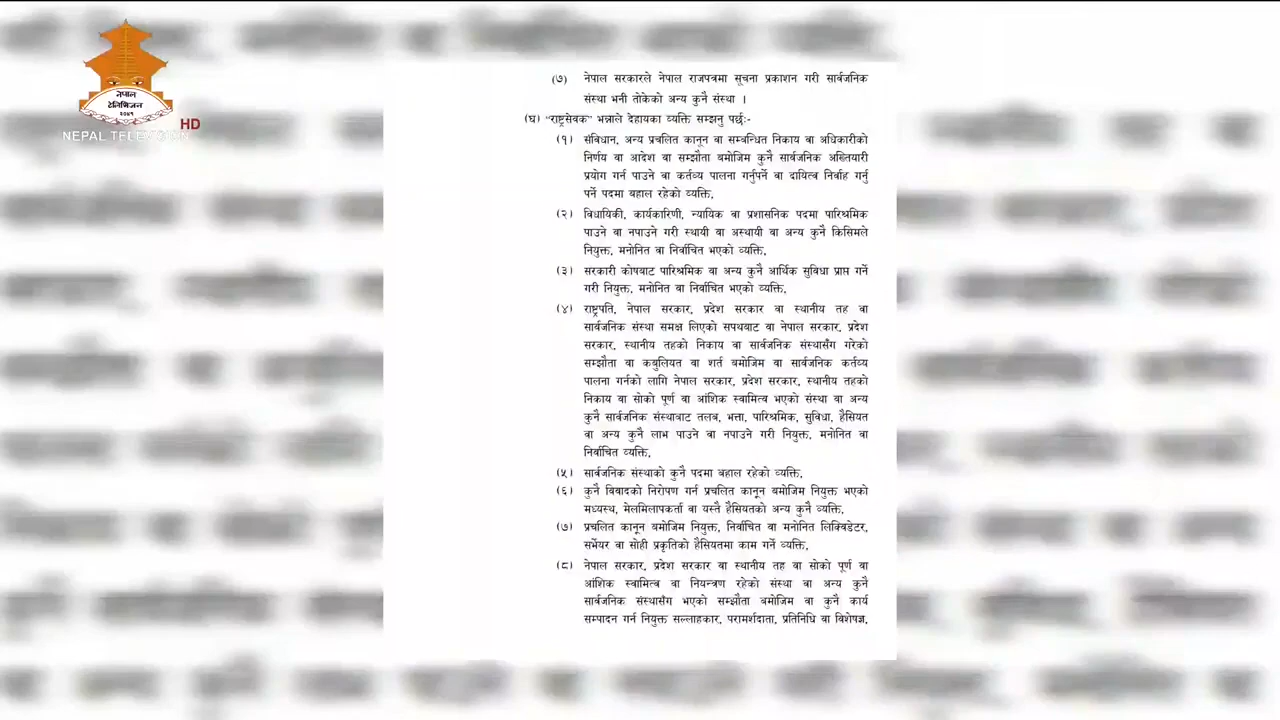 नेपाल
टेलिभिजन
२०४१
NEPAL TELEVISION
HD
(७) नेपाल सरकारले नेपाल राजपत्रमा सूचना प्रकाशन गरी सार्वजनिक
संस्था भनी तोकेको अन्य कुनै संस्था ।
(घ) "राष्ट्रसेवक" भन्नाले देहायका व्यक्ति सम्झनु पर्छः-
(१) संविधान, अन्य प्रचलित कानून वा सम्बन्धित निकाय वा अधिकारीको
निर्णय वा आदेश वा सम्झौता बमोजिम कुनै सार्वजनिक अख्तियारी
प्रयोग गर्न पाउने वा कर्तव्य पालना गर्नुपर्ने वा दायित्व निर्वाह गर्नु
पर्ने पदमा बहाल रहेको व्यक्ति,
(२) विधायिकी, कार्यकारिणी, न्यायिक वा प्रशासनिक पदमा पारिश्रमिक
पाउने वा नपाउने गरी स्थायी वा अस्थायी वा अन्य कुनै किसिमले
नियुक्त, मनोनित वा निर्वाचित भएको व्यक्ति,
(३) सरकारी कोषबाट पारिश्रमिक वा अन्य कुनै आर्थिक सुविधा प्राप्त गर्ने
गरी नियुक्त, मनोनित वा निर्वाचित भएको व्यक्ति,
(४) राष्ट्रपति, नेपाल सरकार, प्रदेश सरकार वा स्थानीय तह वा
सार्वजनिक संस्था समक्ष लिएको सपथबाट वा नेपाल सरकार, प्रदेश
सरकार, स्थानीय तहको निकाय वा सार्वजनिक संस्थासँग गरेको
सम्झौता वा कबुलियत वा शर्त बमोजिम वा सार्वजनिक कर्तव्य
पालना गर्नको लागि नेपाल सरकार, प्रदेश सरकार, स्थानीय तहको
निकाय वा सोको पूर्ण वा आंशिक स्वामित्व भएको संस्था वा अन्य
कुनै सार्वजनिक संस्थाबाट तलब, भत्ता, पारिश्रमिक, सुविधा, हैसियत
वा अन्य कुनै लाभ पाउने वा नपाउने गरी नियुक्त, मनोनित वा
निर्वाचित व्यक्ति,
(५) सार्वजनिक संस्थाको कुनै पदमा बहाल रहेको व्यक्ति,
(६) कुनै विवादको निरोपण गर्न प्रचलित कानून बमोजिम नियुक्त भएको
मध्यस्थ, मेलमिलापकर्ता वा यस्तै हैसियतको अन्य कुनै व्यक्ति,
(७) प्रचलित कानून बमोजिम नियुक्त, निर्वाचित वा मनोनित लिक्विडेटर,
सर्भेयर वा सोही प्रकृतिको हैसियतमा काम गर्ने व्यक्ति,
(८) नेपाल सरकार, प्रदेश सरकार वा स्थानीय तह वा सोको पूर्ण वा
आंशिक स्वामित्व वा नियन्त्रण रहेको संस्था वा अन्य कुनै
सार्वजनिक संस्थासँग भएको सम्झौता बमोजिम वा कुनै कार्य
सम्पादन गर्न नियुक्त सल्लाहकार, परामर्शदाता, प्रतिनिधि वा विशेषज्ञ,